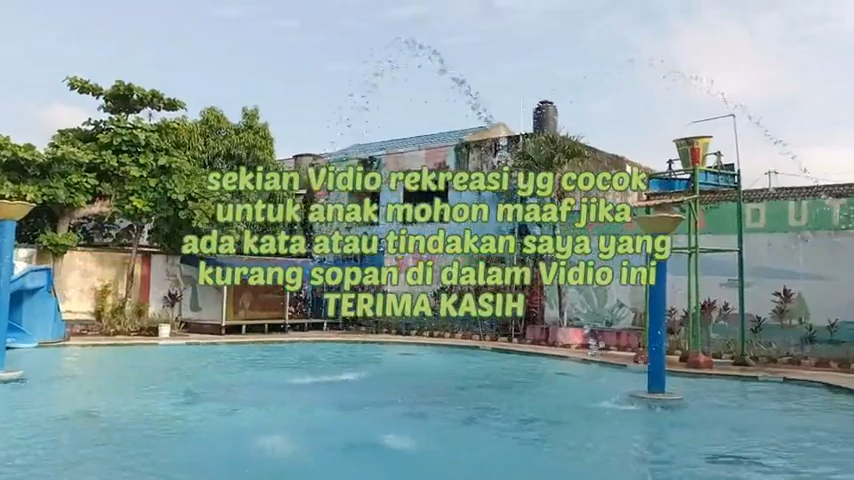 sekian Vidio rekreasi yg cocok
untuk anak mohon maaf jika
ada kata atau tindakan saya yang
kurang sopan di dalam Vidio ini
TERIMA KASIH
DUT